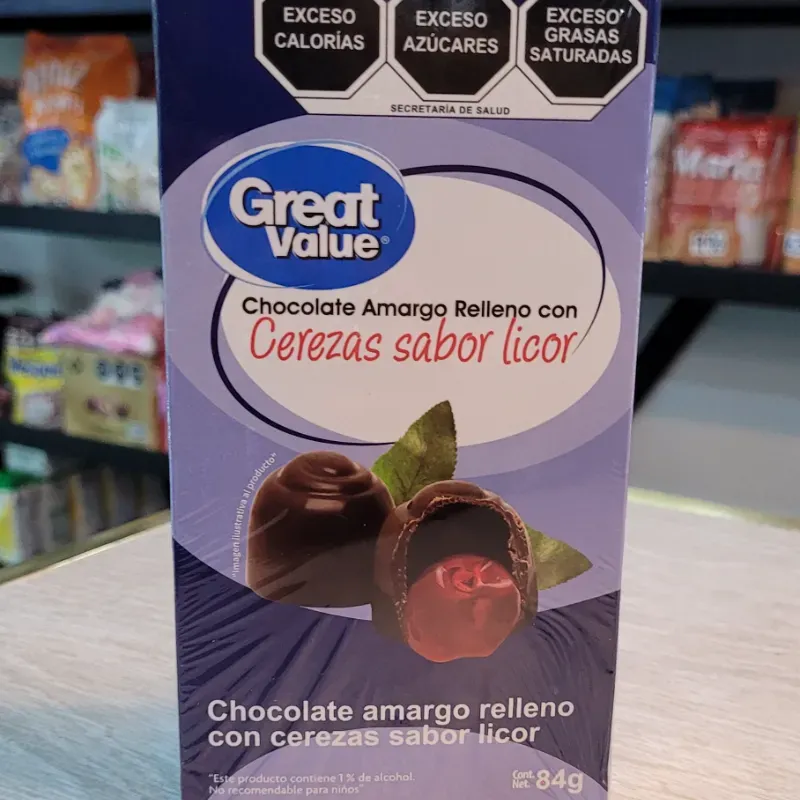 EXCESO
CALORÍAS
EXCESO
AZÚCARES
EXCESO
GRASAS
SATURADAS
SECRETARÍA DE SALUD
Great
Value®
Chocolate Amargo Relleno con
Cerezas sabor licor
"Imagen ilustrativa al producto"
Chocolate amargo relleno
con cerezas sabor licor
"Este producto contiene 1% de alcohol.
No recomendable para niños"
Cont.
Net. 84g
Maria